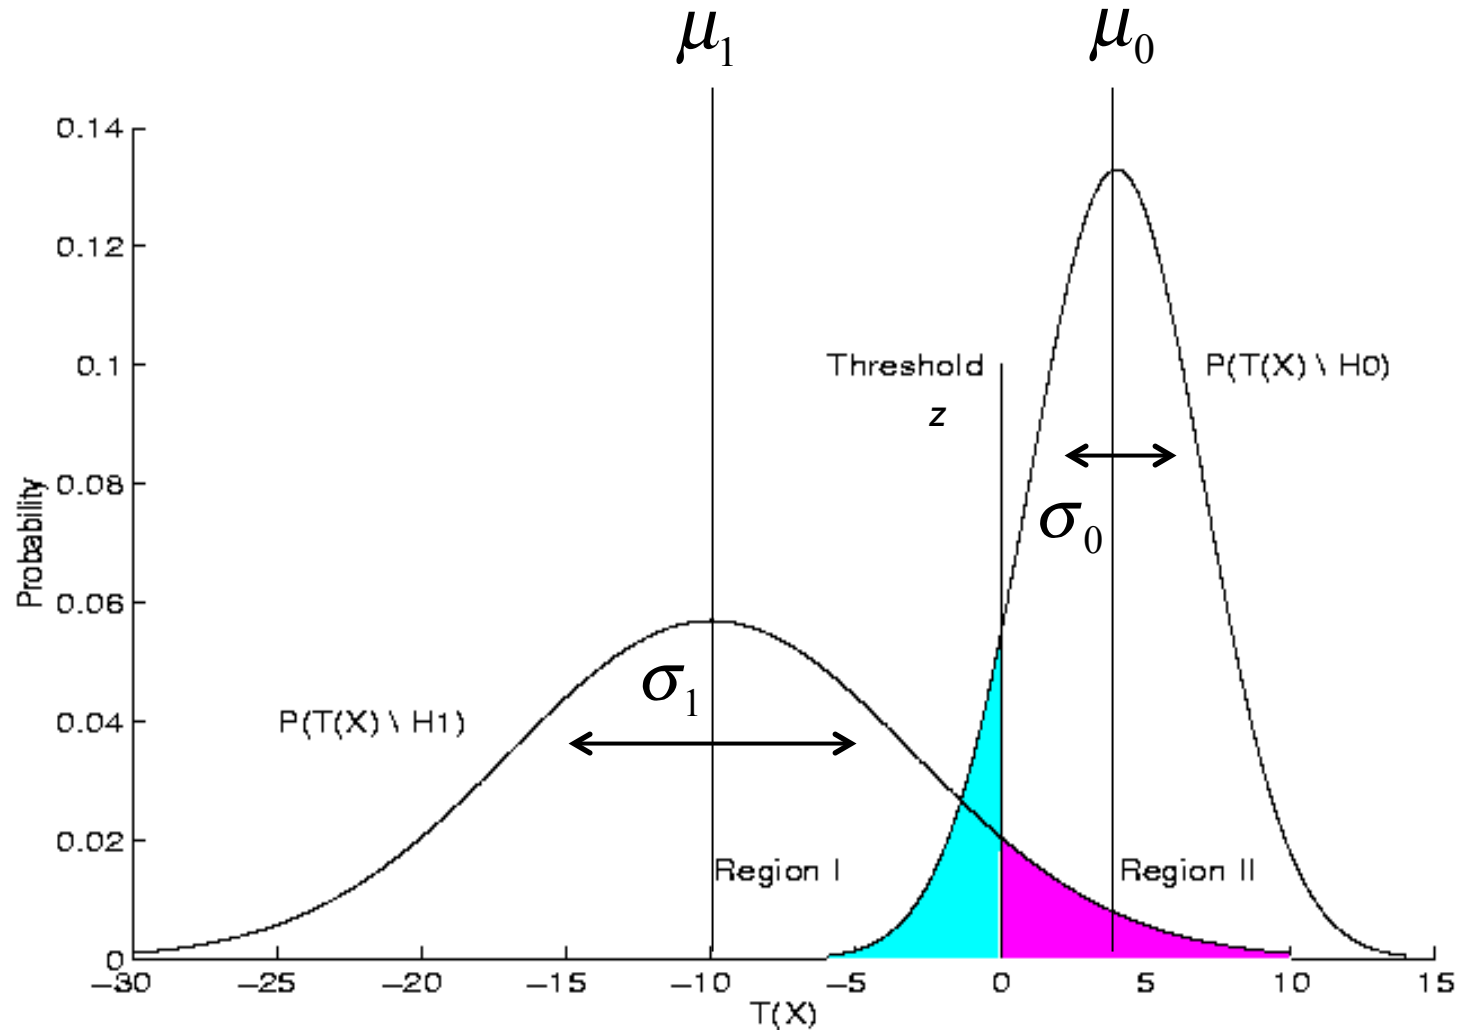 μ₁ μ₀
0.14
0.12
0.1
0.08
0.06
0.04
0.02
0
Probability
Threshold
z
P(T(X) \ H0)
σ₀
σ₁
P(T(X) \ H1)
Region I
Region II
−30 −25 −20 −15 −10 −5 0 5 10 15
T(X)